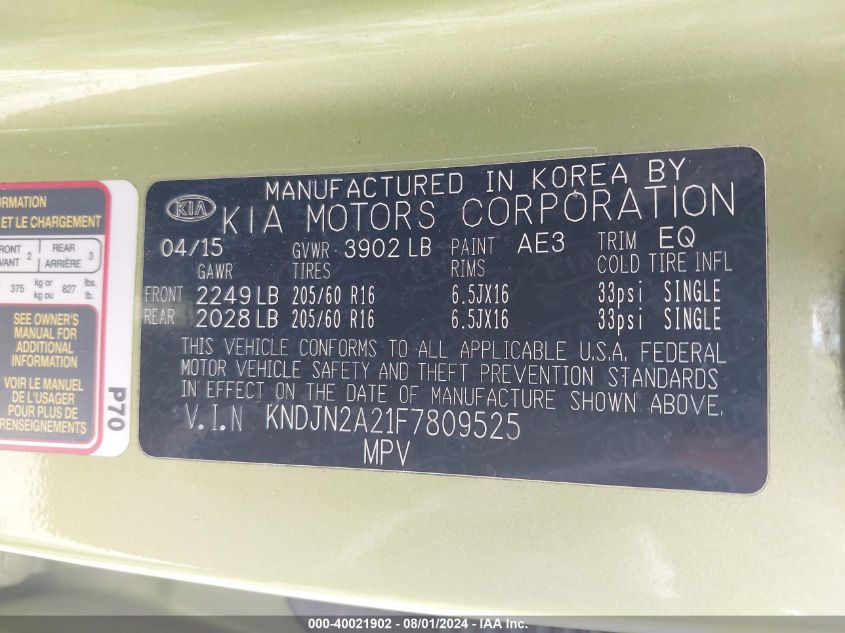 MANUFACTURED IN KOREA BY
KIA KIA MOTORS CORPORATION
04/15 GVWR 3902 LB PAINT AE3 TRIM EQ
GAWR TIRES RIMS COLD TIRE INFL
FRONT 2249 LB 205/60 R16 6.5JX16 33psi SINGLE
REAR 2028 LB 205/60 R16 6.5JX16 33psi SINGLE
THIS VEHICLE CONFORMS TO ALL APPLICABLE U.S.A. FEDERAL
MOTOR VEHICLE SAFETY AND THEFT PREVENTION STANDARDS
IN EFFECT ON THE DATE OF MANUFACTURE SHOWN ABOVE.
V.I.N KNDJN2A21F7809525
MPV
ET LE CHARGEMENT
2 REAR ARRIÈRE 3
375 kg or kg ou 827 lbs. lb.
SEE OWNER'S
MANUAL FOR
ADDITIONAL
INFORMATION
VOIR LE MANUEL
DE L'USAGER
POUR PLUS DE
RENSEIGNEMENTS
P70
000-40021902 - 08/01/2024 - IAA Inc.